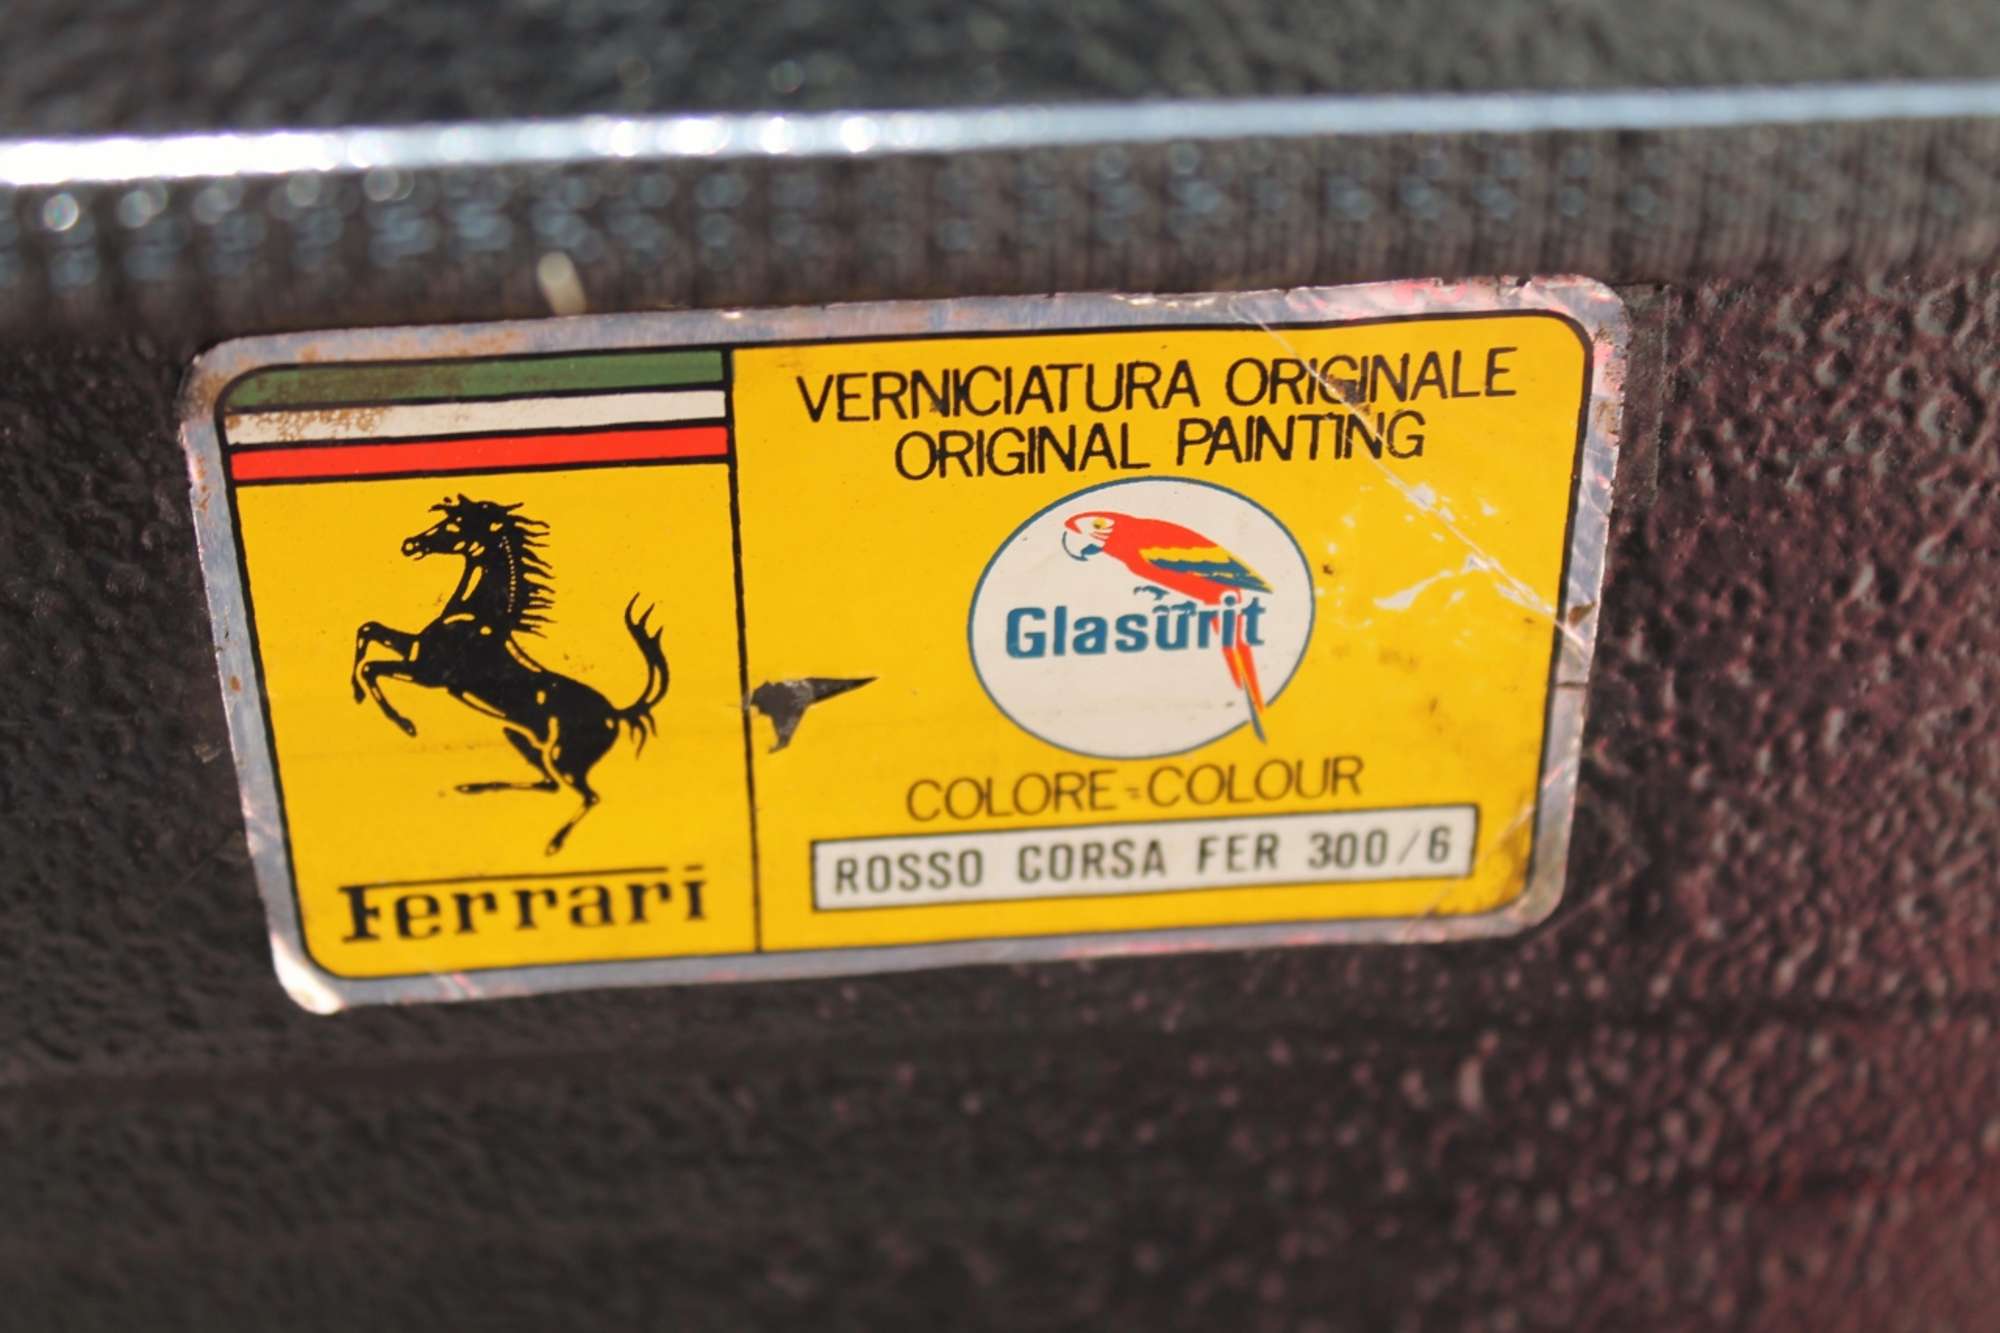 VERNICIATURA ORIGINALE
ORIGINAL PAINTING
Glasurit
COLORE-COLOUR
ROSSO CORSA FER 300/6
Ferrari